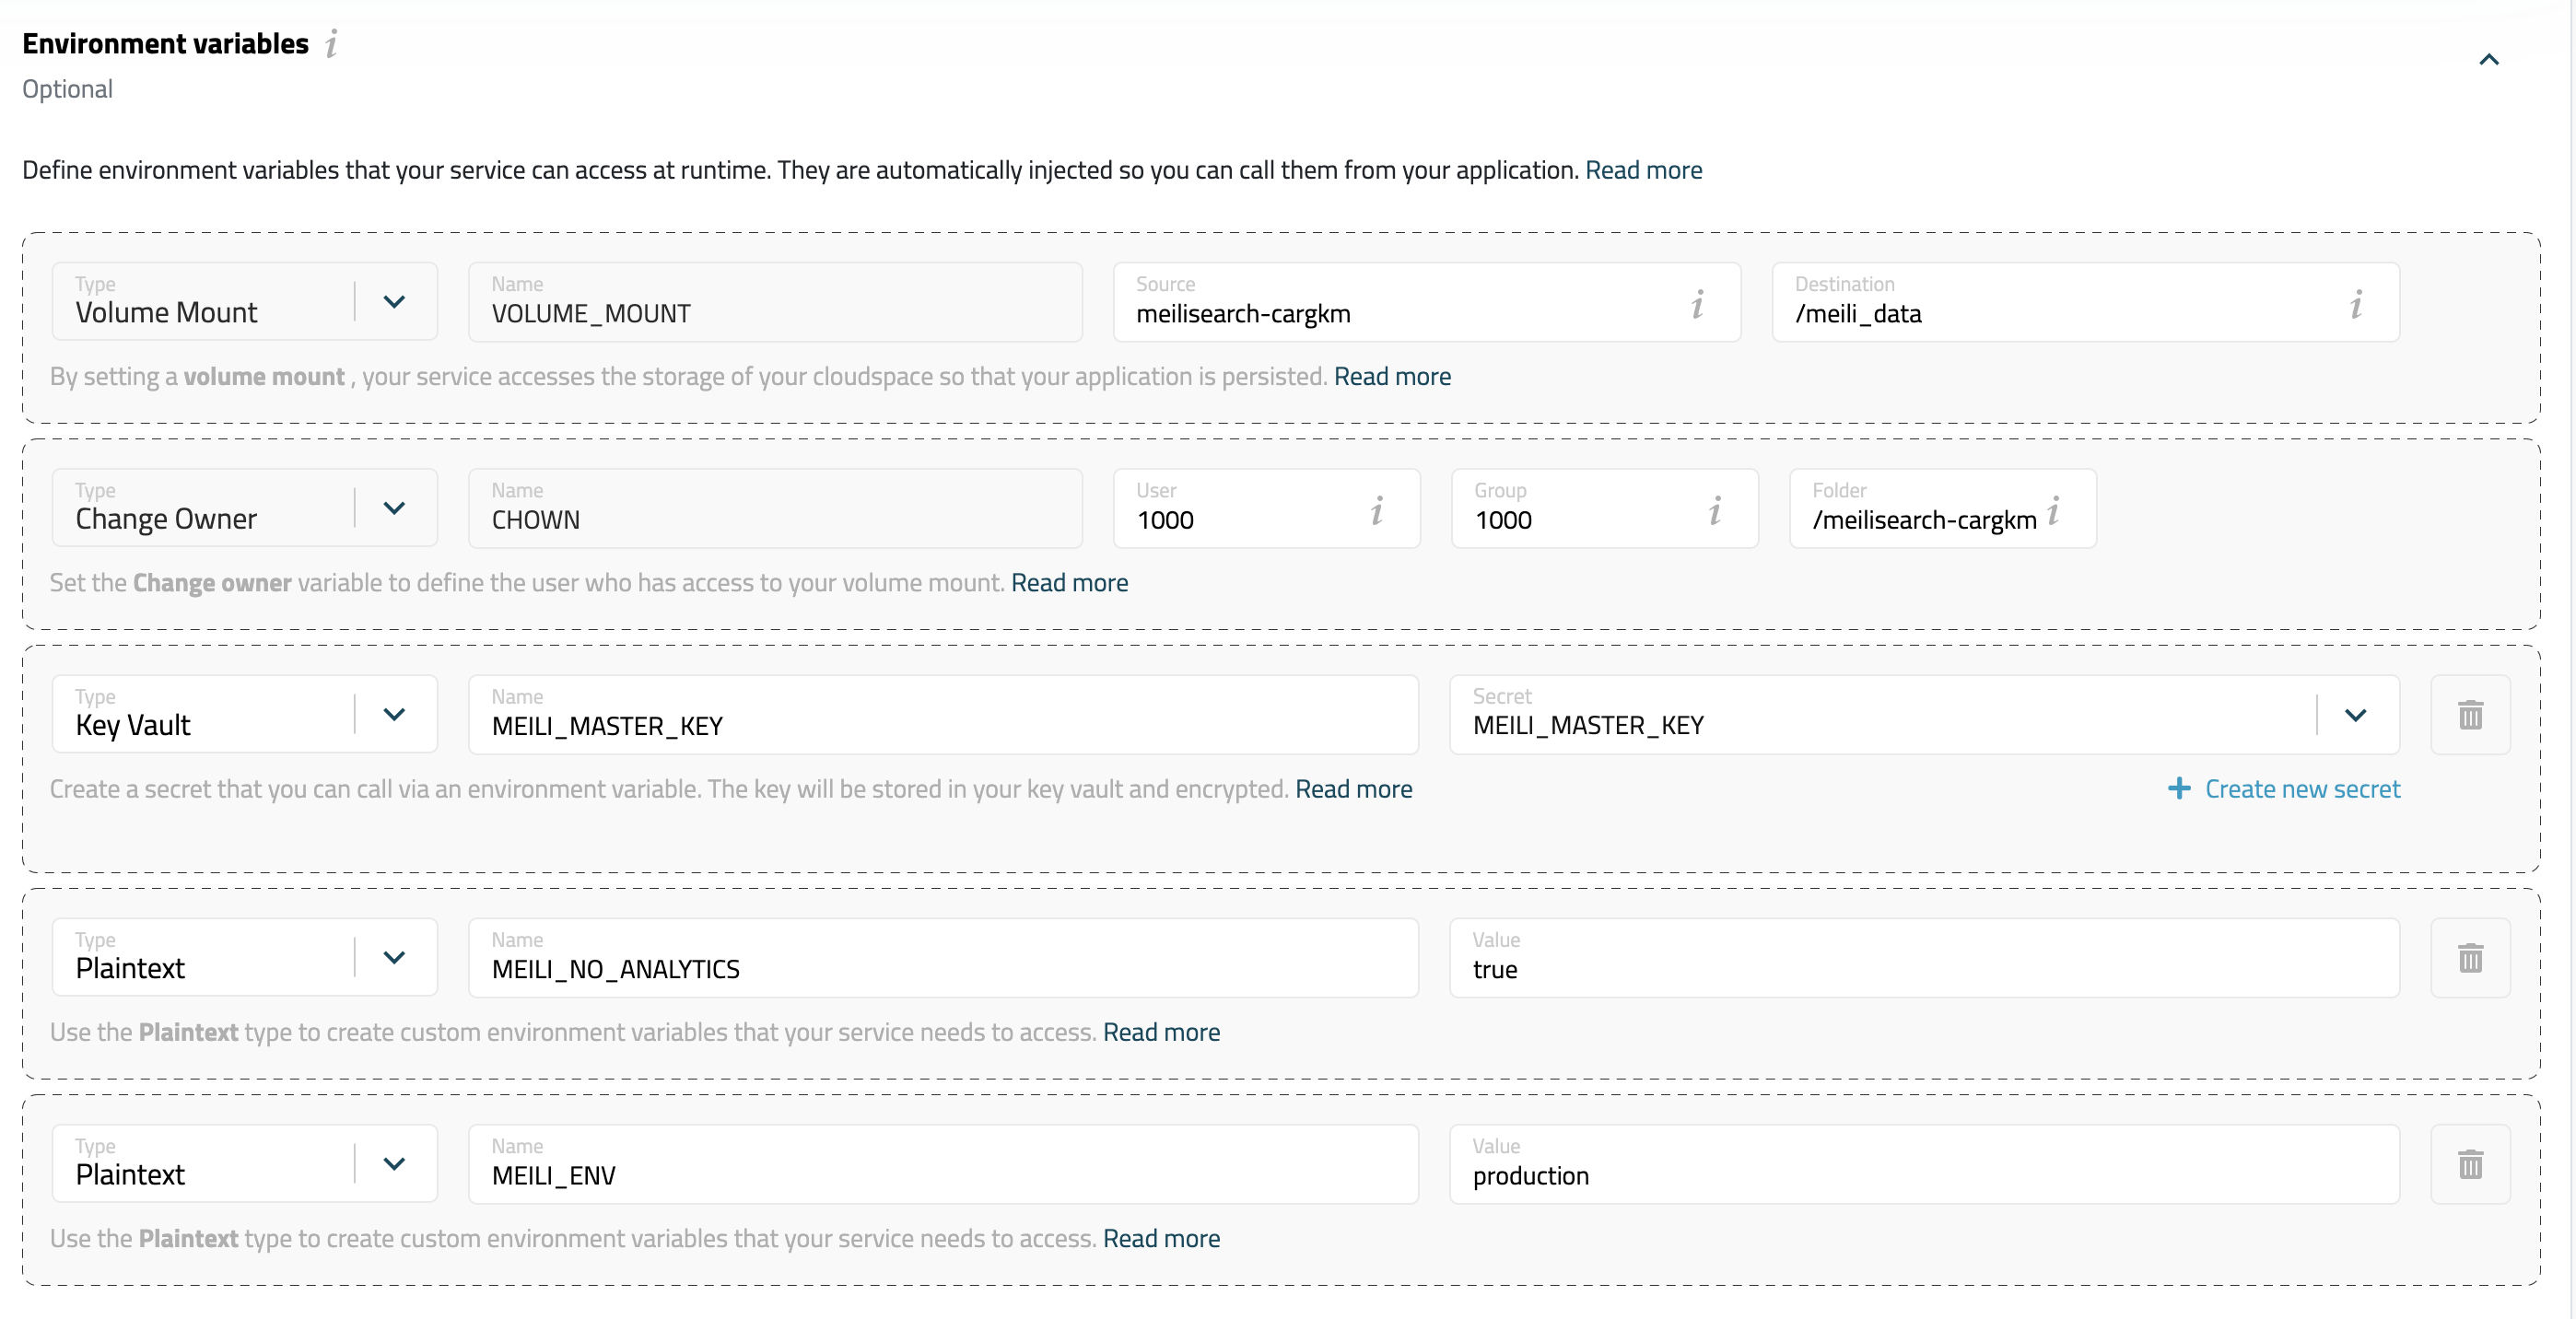 Environment variables i
Optional
Define environment variables that your service can access at runtime. They are automatically injected so you can call them from your application. Read more
Type Name Source Destination
Volume Mount VOLUME_MOUNT meilisearch-cargkm i /meili_data i
By setting a volume mount , your service accesses the storage of your cloudspace so that your application is persisted. Read more
Type Name User Group Folder
Change Owner CHOWN 1000 i 1000 i /meilisearch-cargkm i
Set the Change owner variable to define the user who has access to your volume mount. Read more
Type Name Secret
Key Vault MEILI_MASTER_KEY MEILI_MASTER_KEY
Create a secret that you can call via an environment variable. The key will be stored in your key vault and encrypted. Read more + Create new secret
Type Name Value
Plaintext MEILI_NO_ANALYTICS true
Use the Plaintext type to create custom environment variables that your service needs to access. Read more
Type Name Value
Plaintext MEILI_ENV production
Use the Plaintext type to create custom environment variables that your service needs to access. Read more